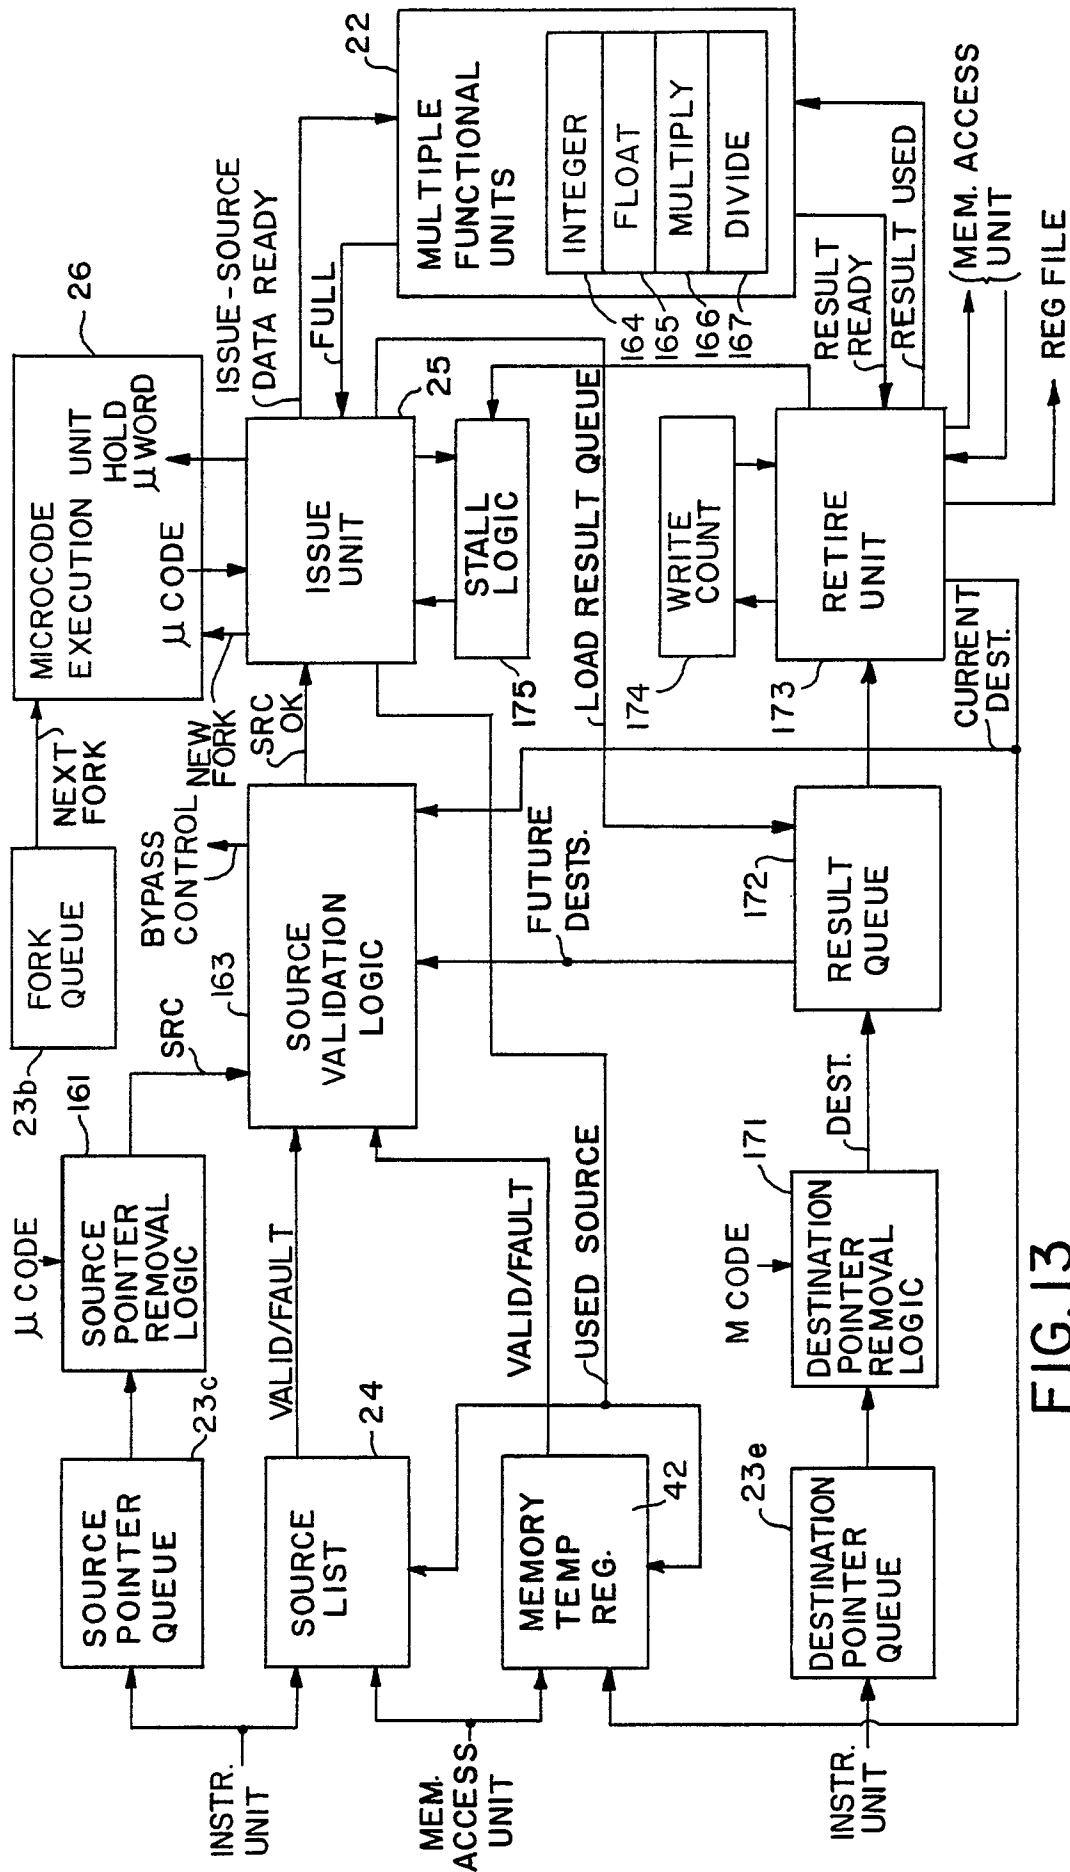 INSTR.
UNIT
MEM.
ACCESS
UNIT
INSTR.
UNIT
SOURCE
POINTER
QUEUE
23c
SOURCE
LIST
24
MEMORY
TEMP
REG.
42
DESTINATION
POINTER
QUEUE
23e
μ CODE
SOURCE
POINTER
REMOVAL
LOGIC
161
VALID/FAULT
VALID/FAULT
USED SOURCE
M CODE
DESTINATION
POINTER
REMOVAL
LOGIC
171
DEST.
FORK
QUEUE
23b
SRC
NEXT
FORK
BYPASS
CONTROL
163
SOURCE
VALIDATION
LOGIC
FUTURE
DESTS.
RESULT
QUEUE
172
NEW
FORK
SRC
OK
MICROCODE
EXECUTION UNIT
HOLD
μ WORD
μ CODE
26
ISSUE
UNIT
25
STALL
LOGIC
175
LOAD RESULT QUEUE
WRITE
COUNT
174
RETIRE
UNIT
173
CURRENT
DEST.
ISSUE-SOURCE
DATA READY
FULL
MULTIPLE
FUNCTIONAL
UNITS
22
INTEGER
FLOAT
MULTIPLY
DIVIDE
164
165
166
167
RESULT
READY
RESULT USED
MEM. ACCESS
UNIT
REG FILE
FIG. 13